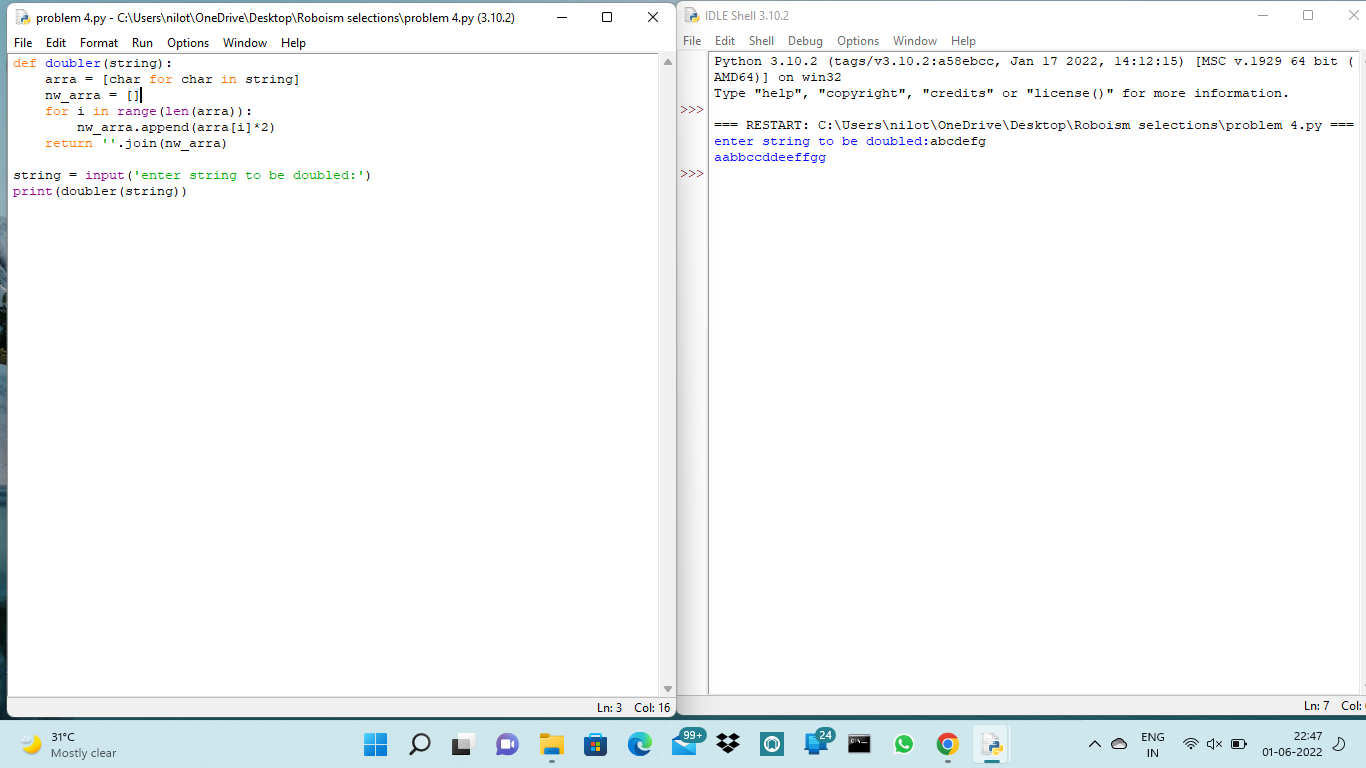 problem 4.py - C:\Users\nilot\OneDrive\Desktop\Roboism selections\problem 4.py (3.10.2)
File Edit Format Run Options Window Help
def doubler(string):
    arra = [char for char in string]
    nw_arra = []
    for i in range(len(arra)):
        nw_arra.append(arra[i]*2)
    return ''.join(nw_arra)

string = input('enter string to be doubled:')
print(doubler(string))
Ln: 3 Col: 16
IDLE Shell 3.10.2
File Edit Shell Debug Options Window Help
Python 3.10.2 (tags/v3.10.2:a58ebcc, Jan 17 2022, 14:12:15) [MSC v.1929 64 bit (
AMD64)] on win32
Type "help", "copyright", "credits" or "license()" for more information.
>>>
=== RESTART: C:\Users\nilot\OneDrive\Desktop\Roboism selections\problem 4.py ===
enter string to be doubled:abcdefg
aabbccddeeffgg
>>>
Ln: 7 Col:
31°C
Mostly clear
99+
24
ENG
IN
22:47
01-06-2022